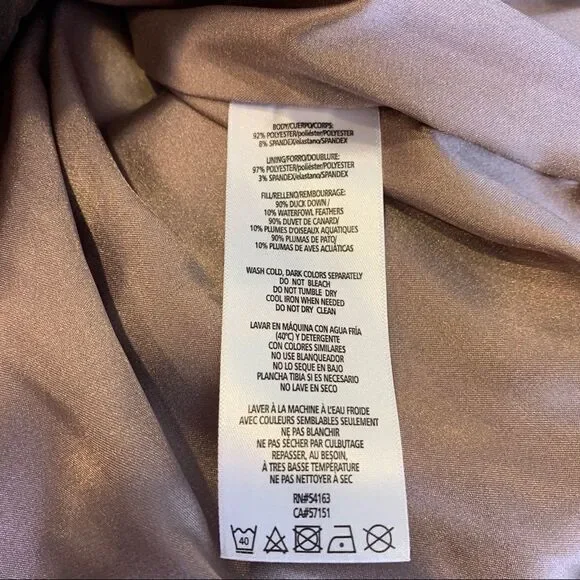 BODY/CUERPO/CORPS:
92% POLYESTER/poliéster/POLYESTER
8% SPANDEX/elastano/SPANDEX
LINING/FORRO/DOUBLURE:
97% POLYESTER/poliéster/POLYESTER
3% SPANDEX/elastano/SPANDEX
FILL/RELLENO/REMBOURRAGE:
90% DUCK DOWN /
10% WATERFOWL FEATHERS
90% DUVET DE CANARD/
10% PLUMES D'OISEAUX AQUATIQUES
90% PLUMAS DE PATO/
10% PLUMAS DE AVES ACUÁTICAS
WASH COLD, DARK COLORS SEPARATELY
DO NOT BLEACH
DO NOT TUMBLE DRY
COOL IRON WHEN NEEDED
DO NOT DRY CLEAN
LAVAR EN MÁQUINA CON AGUA FRÍA
(40°C) Y DETERGENTE
CON COLORES SIMILARES
NO USE BLANQUEADOR
NO LO SEQUE EN BAJO
PLANCHA TIBIA SI ES NECESARIO
NO LAVE EN SECO
LAVER À LA MACHINE À L'EAU FROIDE
AVEC COULEURS SEMBLABLES SEULEMENT
NE PAS BLANCHIR
NE PAS SÉCHER PAR CULBUTAGE
REPASSER, AU BESOIN,
À TRES BASSE TEMPÉRATURE
NE PAS NETTOYER À SEC
RN#54163
CA#57151
40